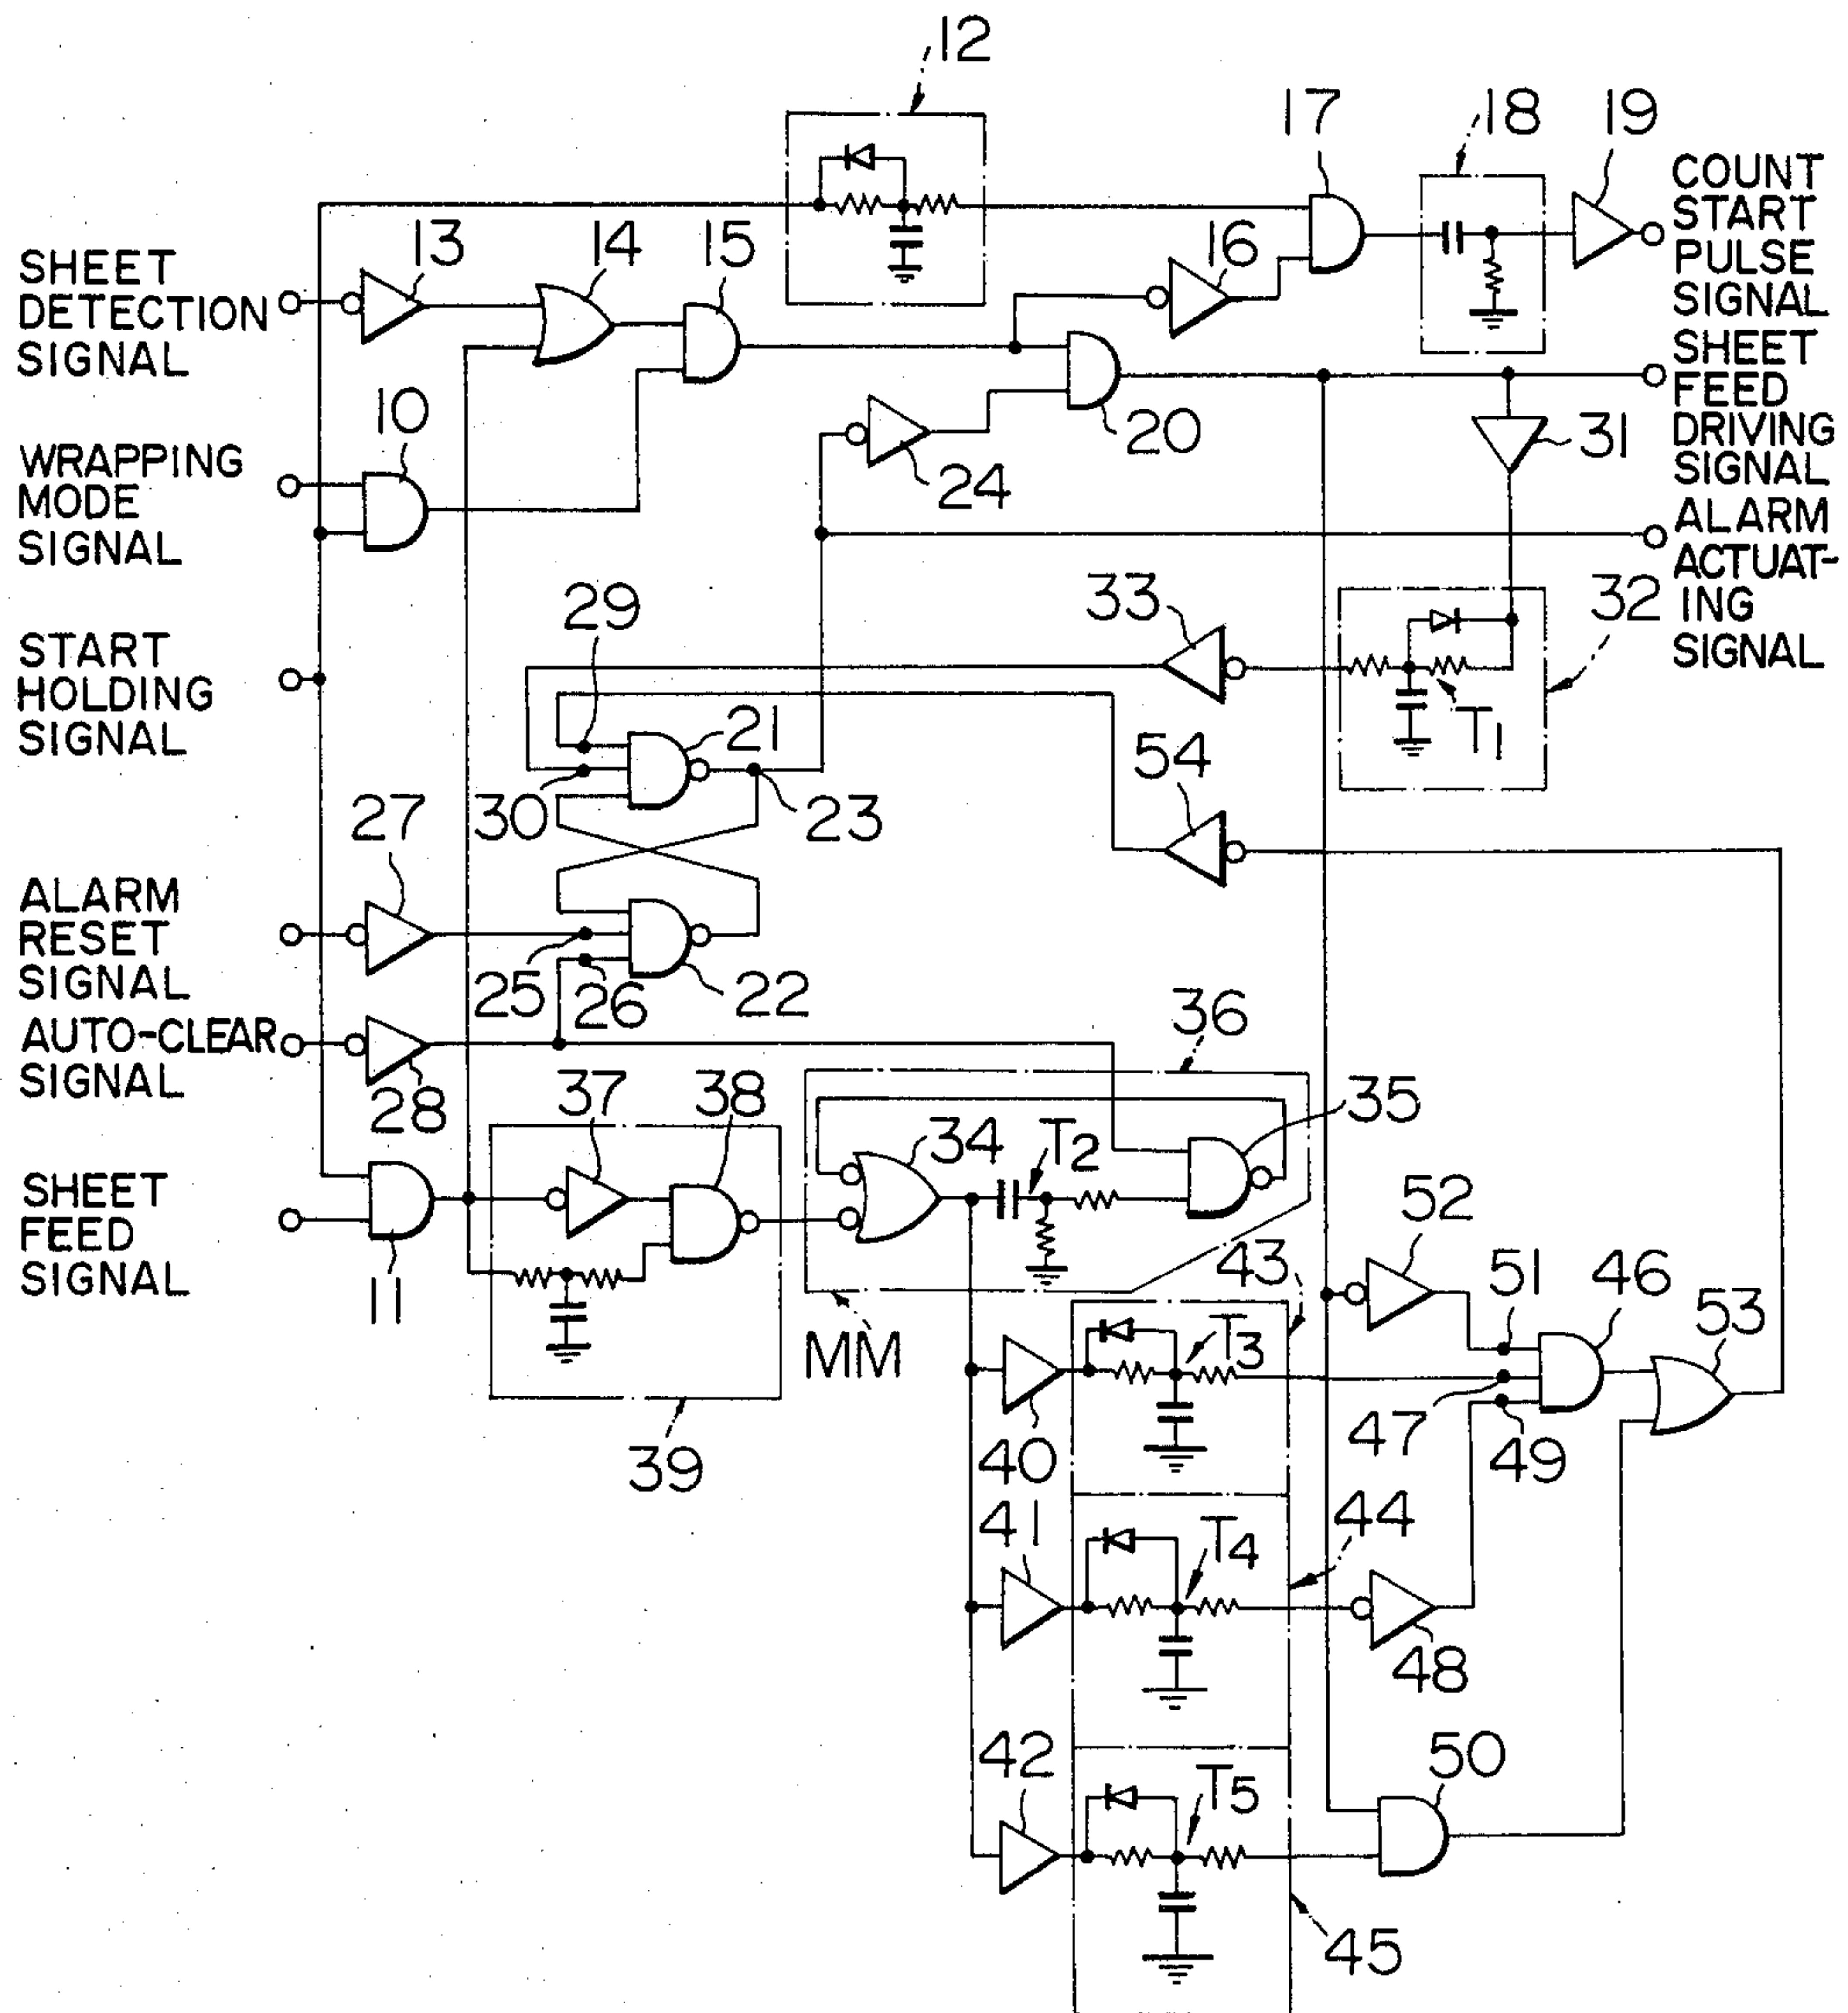 12
17
18
19
COUNT
START
PULSE
SIGNAL
13
14
15
16
SHEET
DETECTION
SIGNAL
SHEET
FEED
DRIVING
SIGNAL
10
20
31
WRAPPING
MODE
SIGNAL
24
ALARM
ACTUAT-
ING
SIGNAL
29
33
32
START
HOLDING
SIGNAL
21
T1
54
30
23
27
ALARM
RESET
SIGNAL
25
26
22
36
AUTO-CLEAR
SIGNAL
28
37
38
35
34
T2
SHEET
FEED
SIGNAL
52
11
43
51
46
53
MM
T3
39
40
47
49
41
T4
44
48
42
T5
50
45